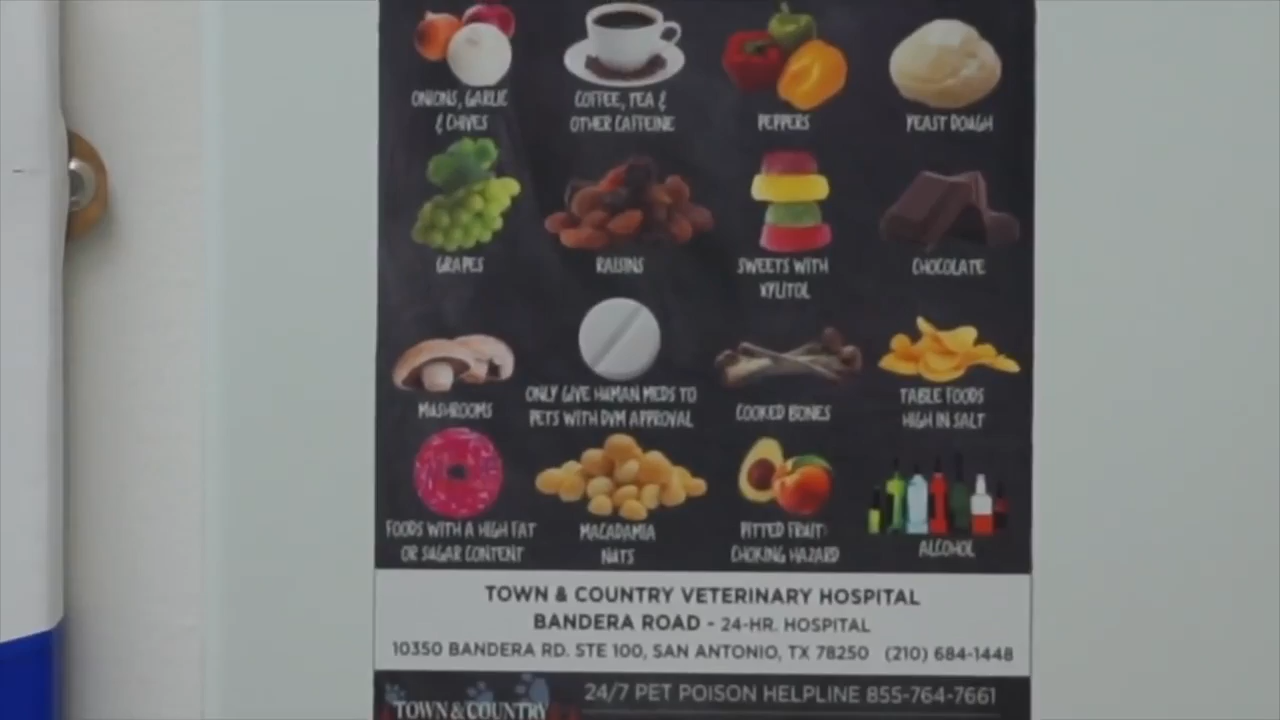 ONIONS, GARLIC
& CHIVES
COFFEE, TEA &
OTHER CAFFEINE
PEPPERS
YEAST DOUGH
GRAPES
RAISINS
SWEETS WITH
XYLITOL
CHOCOLATE
MUSHROOMS
ONLY GIVE HUMAN MEDS TO
PETS WITH DVM APPROVAL
COOKED BONES
TABLE FOODS
HIGH IN SALT
FOODS WITH A HIGH FAT
OR SUGAR CONTENT
MACADAMIA
NUTS
PITTED FRUIT:
CHOKING HAZARD
ALCOHOL
TOWN & COUNTRY VETERINARY HOSPITAL
BANDERA ROAD - 24-HR. HOSPITAL
10350 BANDERA RD. STE 100, SAN ANTONIO, TX 78250 (210) 684-1448
24/7 PET POISON HELPLINE 855-764-7661
TOWN & COUNTRY